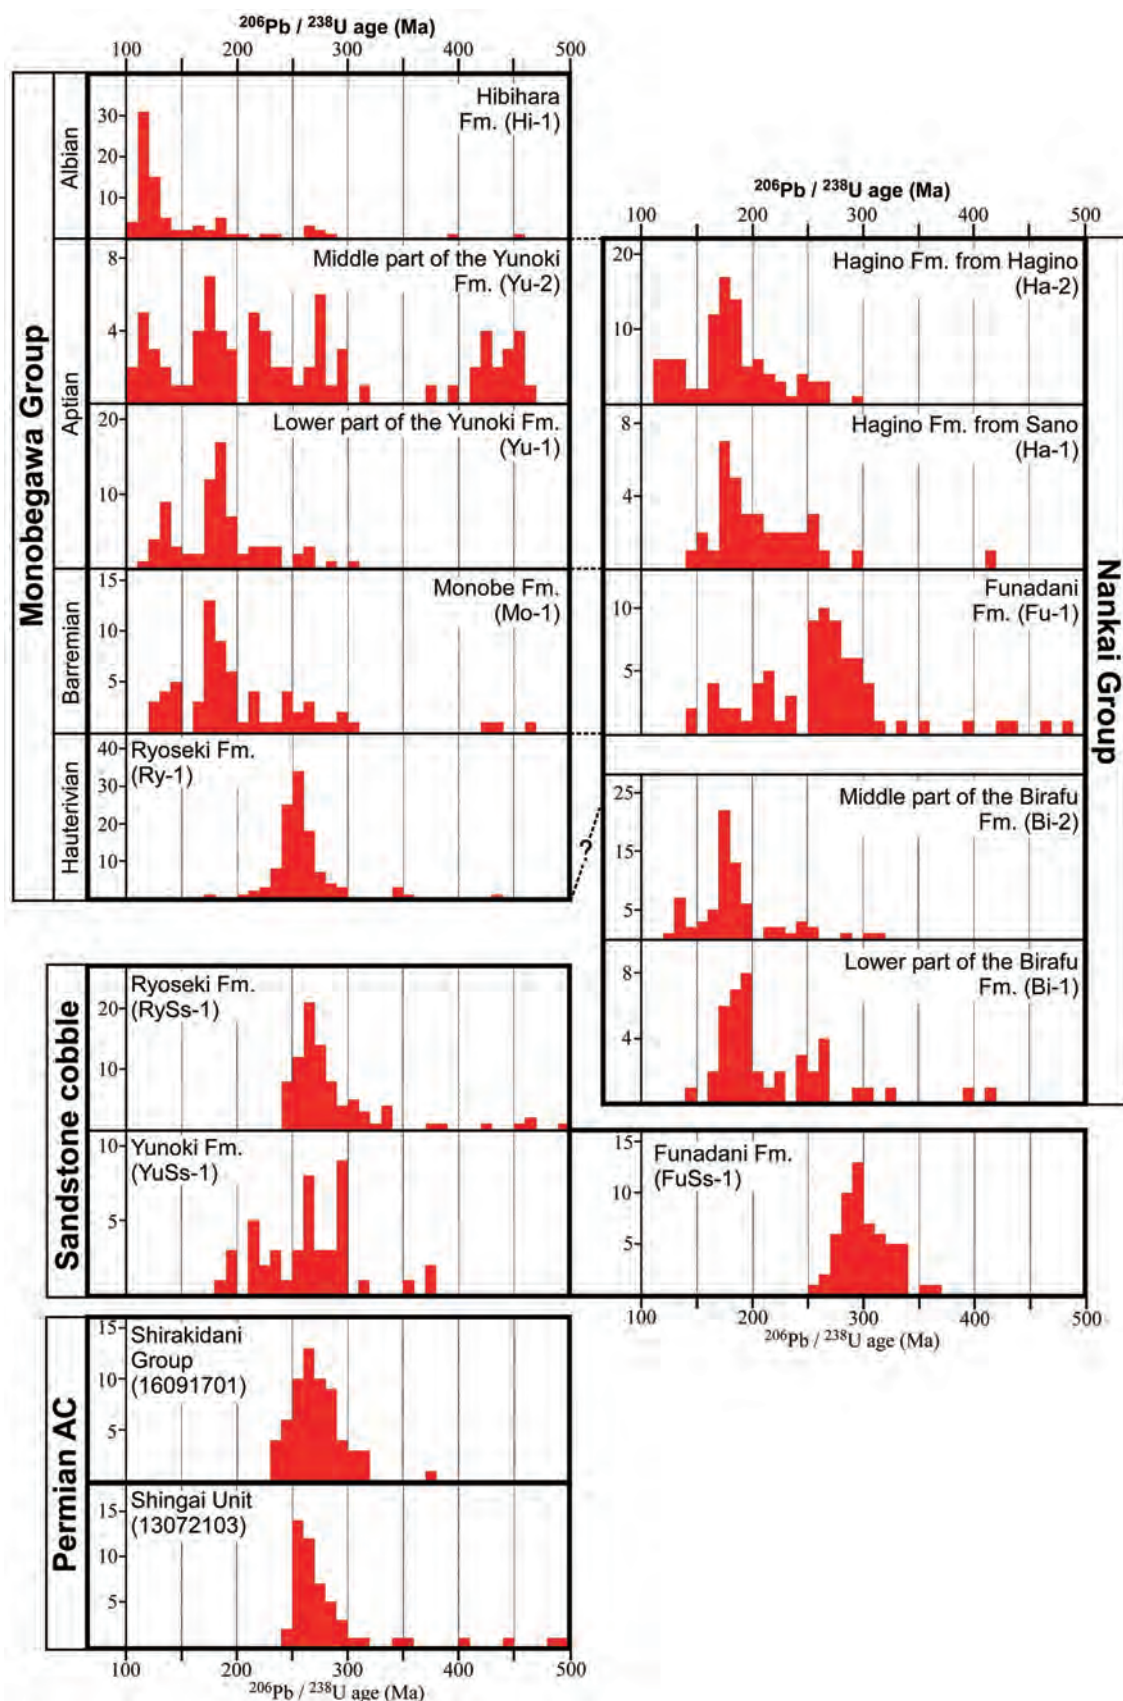 206Pb / 238U age (Ma)
100 200 300 400 500
Monobegawa Group
Albian
30
20
10
Hibihara
Fm. (Hi-1)
Aptian
8
4
Middle part of the Yunoki
Fm. (Yu-2)
20
10
Lower part of the Yunoki Fm.
(Yu-1)
Barremian
15
10
5
Monobe Fm.
(Mo-1)
Hauterivian
40
30
20
10
Ryoseki Fm.
(Ry-1)
?
206Pb / 238U age (Ma)
100 200 300 400 500
Nankai Group
20
10
Hagino Fm. from Hagino
(Ha-2)
8
4
Hagino Fm. from Sano
(Ha-1)
10
5
Funadani
Fm. (Fu-1)
25
15
5
Middle part of the Birafu
Fm. (Bi-2)
8
4
Lower part of the Birafu
Fm. (Bi-1)
Sandstone cobble
20
10
Ryoseki Fm.
(RySs-1)
10
5
Yunoki Fm.
(YuSs-1)
15
10
5
Funadani Fm.
(FuSs-1)
100 200 300 400 500
206Pb / 238U age (Ma)
Permian AC
15
10
5
Shirakidani
Group
(16091701)
15
10
5
Shingai Unit
(13072103)
100 200 300 400 500
206Pb / 238U age (Ma)